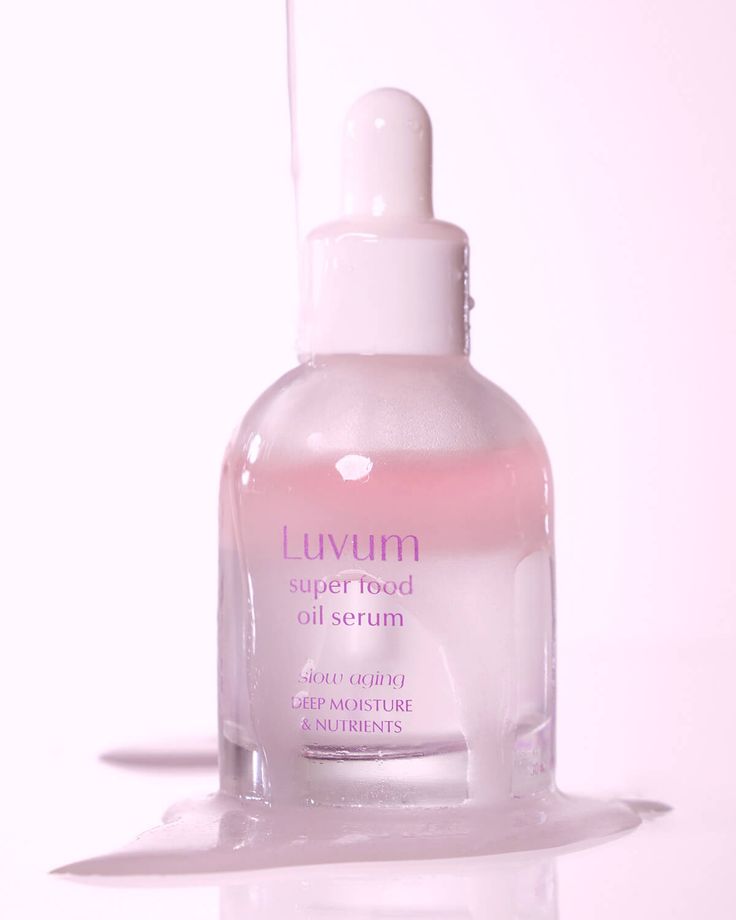 Luvum
super food
oil serum
slow aging
DEEP MOISTURE
& NUTRIENTS